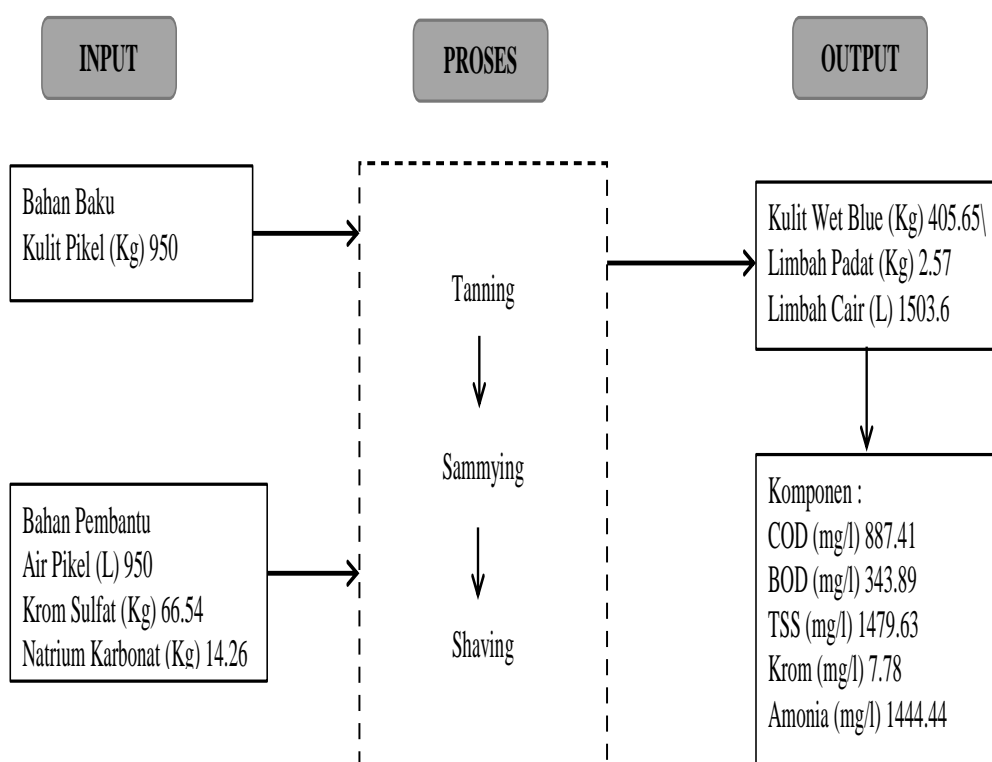 INPUT
PROSES
OUTPUT
Bahan Baku
Kulit Pikel (Kg) 950
Bahan Pembantu
Air Pikel (L) 950
Krom Sulfat (Kg) 66.54
Natrium Karbonat (Kg) 14.26
Tanning
Sammying
Shaving
Kulit Wet Blue (Kg) 405.65\
Limbah Padat (Kg) 2.57
Limbah Cair (L) 1503.6
Komponen :
COD (mg/l) 887.41
BOD (mg/l) 343.89
TSS (mg/l) 1479.63
Krom (mg/l) 7.78
Amonia (mg/l) 1444.44